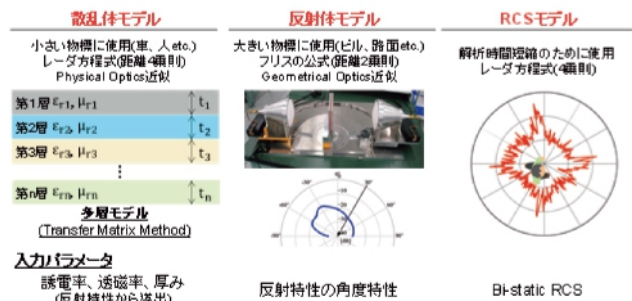 散乱体モデル
小さい物標に使用(車、人etc.)
レーダ方程式(距離4乗則)
Physical Optics近似
第1層 εr1, μr1 t1
第2層 εr2, μr2 t2
第3層 εr3, μr3 t3
⋮
第n層 εrn, μrn tn
多層モデル
(Transfer Matrix Method)
入力パラメータ
誘電率、透磁率、厚み
(反射特性から導出)
反射体モデル
大きい物標に使用(ビル、路面etc.)
フリスの公式(距離2乗則)
Geometrical Optics近似
-30° 30°
-60° 60°
-90° 90°
反射特性の角度特性
RCSモデル
解析時間短縮のために使用
レーダ方程式(4乗則)
Bi-static RCS